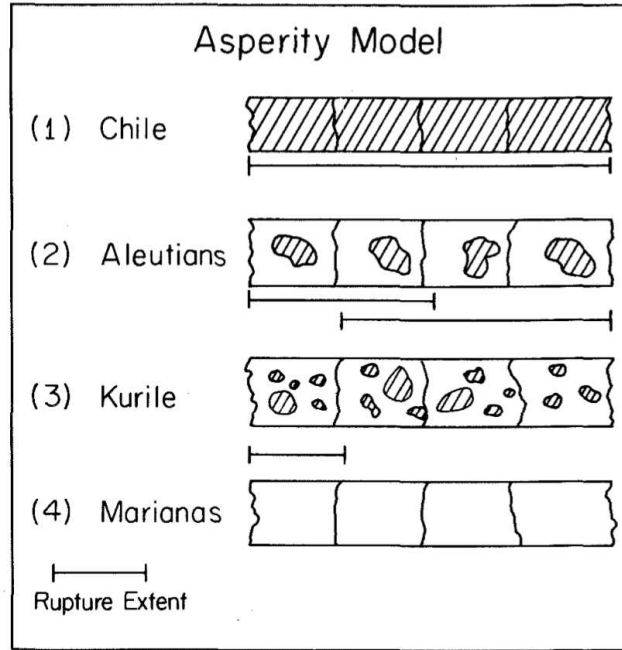 Asperity Model
(1) Chile
(2) Aleutians
(3) Kurile
(4) Marianas
Rupture Extent